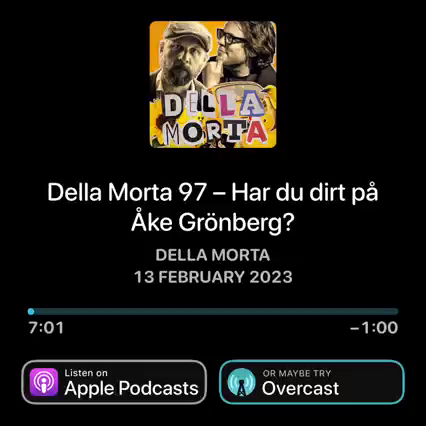 DELLA
MORTA
Della Morta 97 – Har du dirt på
Åke Grönberg?
DELLA MORTA
13 FEBRUARY 2023
7:01
−1:00
Listen on
Apple Podcasts
OR MAYBE TRY
Overcast